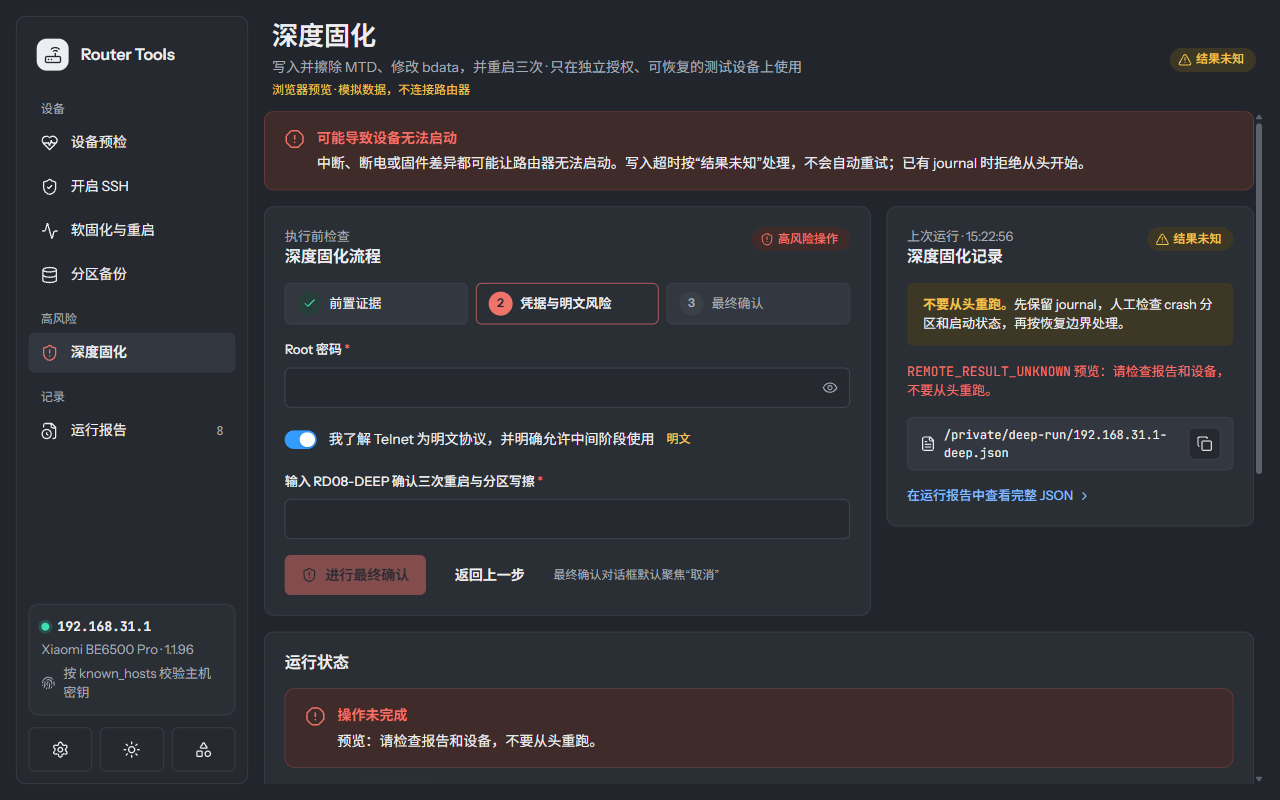 Router Tools
设备
设备预检
开启 SSH
软固化与重启
分区备份
高风险
深度固化
记录
运行报告 8
192.168.31.1
Xiaomi BE6500 Pro · 1.1.96
按 known_hosts 校验主机
密钥
深度固化
写入并擦除 MTD、修改 bdata，并重启三次 · 只在独立授权、可恢复的测试设备上使用
浏览器预览 · 模拟数据，不连接路由器
结果未知
可能导致设备无法启动
中断、断电或固件差异都可能让路由器无法启动。写入超时按“结果未知”处理，不会自动重试；已有 journal 时拒绝从头开始。
执行前检查
深度固化流程
高风险操作
前置证据
2 凭据与明文风险
3 最终确认
Root 密码 *
我了解 Telnet 为明文协议，并明确允许中间阶段使用 明文
输入 RD08-DEEP 确认三次重启与分区写擦 *
进行最终确认
返回上一步
最终确认对话框默认聚焦“取消”
上次运行 · 15:22:56
深度固化记录
结果未知
不要从头重跑。先保留 journal，人工检查 crash 分
区和启动状态，再按恢复边界处理。
REMOTE_RESULT_UNKNOWN 预览：请检查报告和设备，
不要从头重跑。
/private/deep-run/192.168.31.1-
deep.json
在运行报告中查看完整 JSON
运行状态
操作未完成
预览：请检查报告和设备，不要从头重跑。